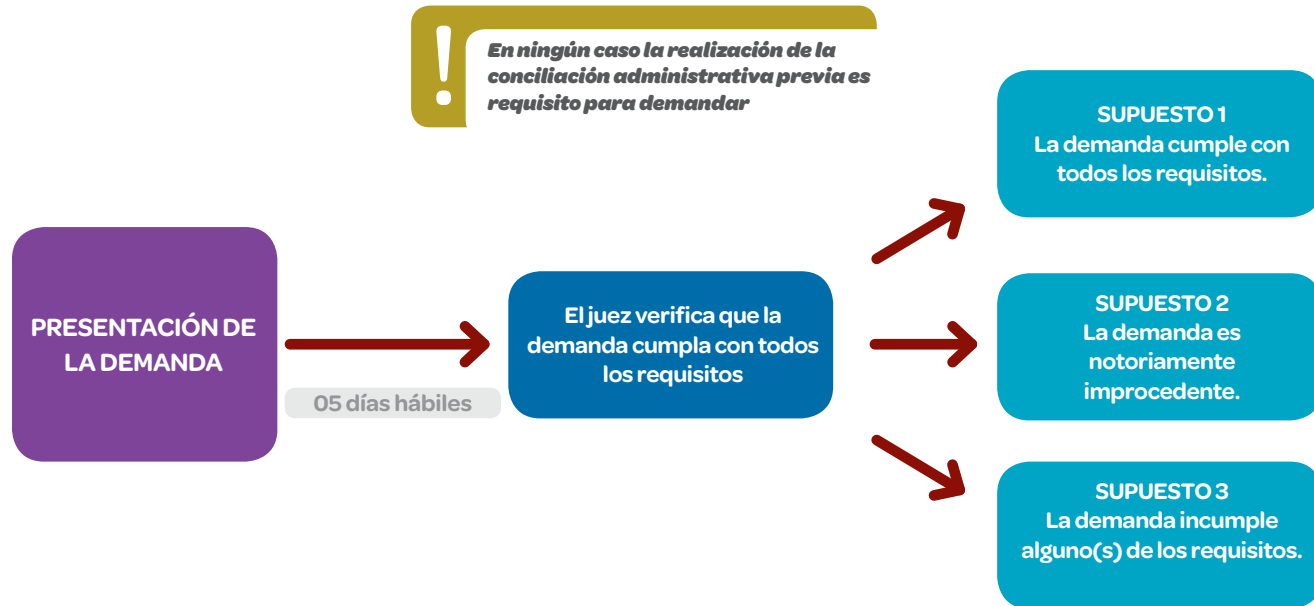 !
En ningún caso la realización de la
conciliación administrativa previa es
requisito para demandar
PRESENTACIÓN DE
LA DEMANDA
05 días hábiles
El juez verifica que la
demanda cumpla con todos
los requisitos
SUPUESTO 1
La demanda cumple con
todos los requisitos.
SUPUESTO 2
La demanda es
notoriamente
improcedente.
SUPUESTO 3
La demanda incumple
alguno(s) de los requisitos.